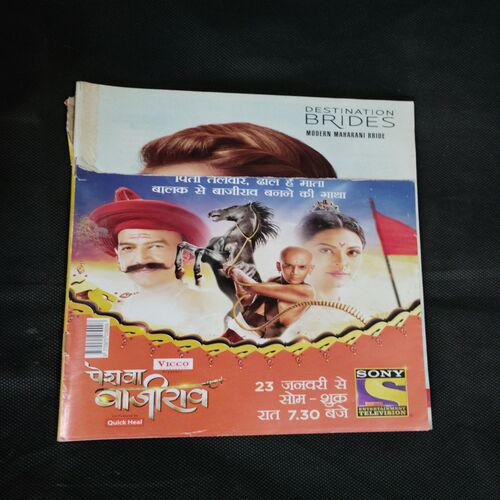 DESTINATION
BRIDES
MODERN MAHARANI BRIDE
पिता तलवार, ढाल है माता
बालक से बाजीराव बनने की गाथा
VICCO
पेशवा
बाजीराव
Quick Heal
23 जनवरी से
सोम - शुक्र
रात 7.30 बजे
SONY
ENTERTAINMENT
TELEVISION